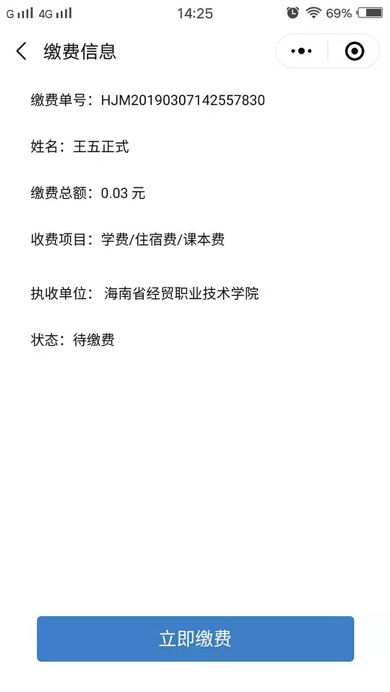 G 4G 14:25 69%
缴费信息
缴费单号：HJM20190307142557830
姓名：王五正式
缴费总额：0.03 元
收费项目：学费/住宿费/课本费
执收单位： 海南省经贸职业技术学院
状态：待缴费
立即缴费